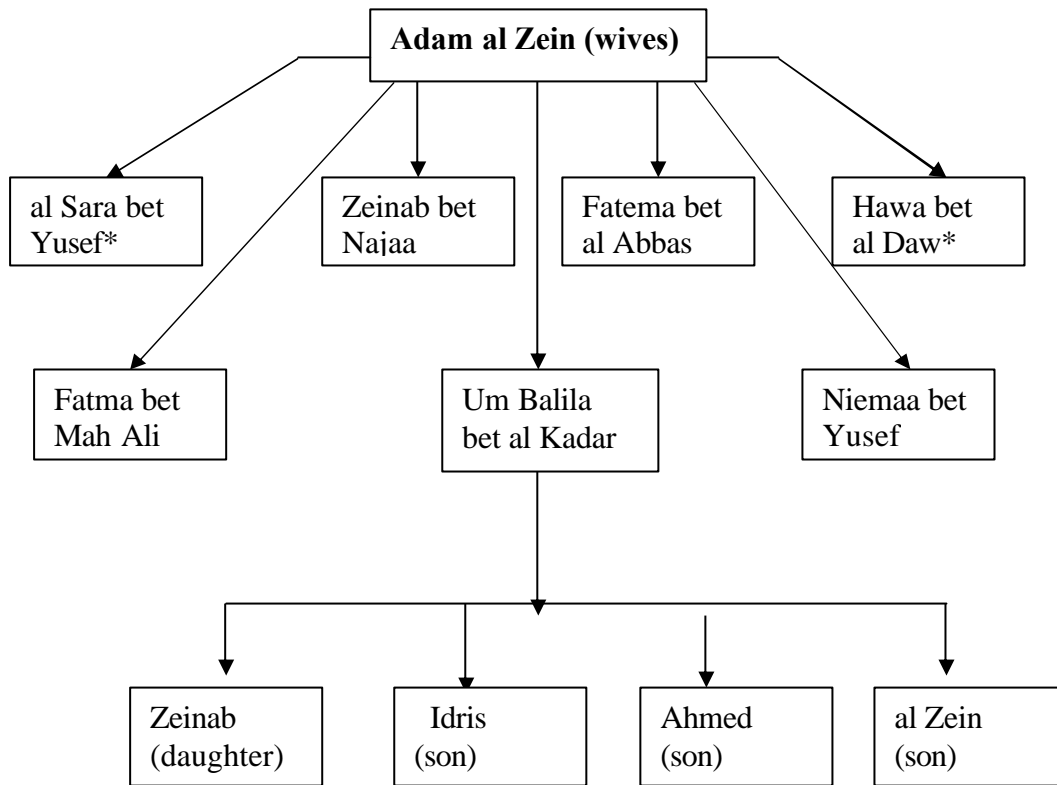 Adam al Zein (wives)
al Sara bet
Yusef*
Zeinab bet
Najaa
Fatema bet
al Abbas
Hawa bet
al Daw*
Fatma bet
Mah Ali
Um Balila
bet al Kadar
Niemaa bet
Yusef
Zeinab
(daughter)
Idris
(son)
Ahmed
(son)
al Zein
(son)